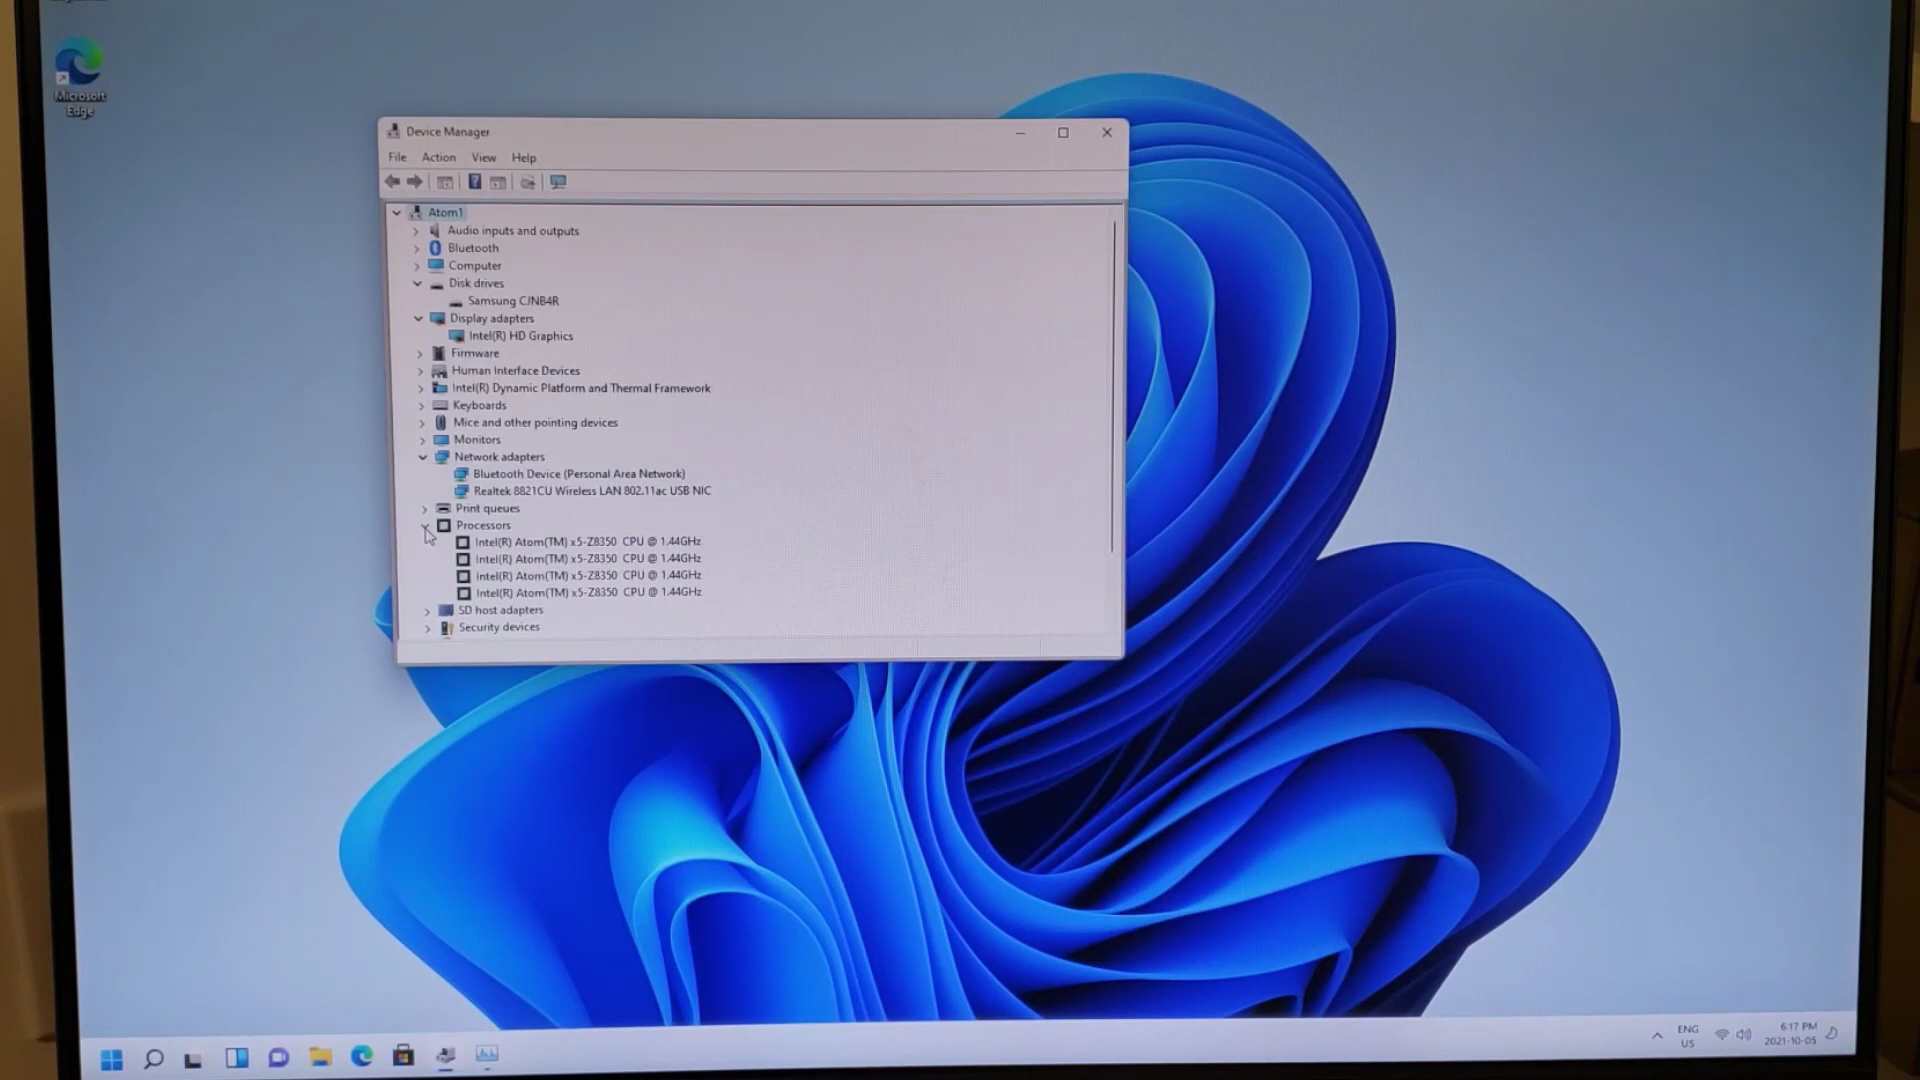 Microsoft
Edge
Device Manager
File Action View Help
Atom1
Audio inputs and outputs
Bluetooth
Computer
Disk drives
Samsung CJNB4R
Display adapters
Intel(R) HD Graphics
Firmware
Human Interface Devices
Intel(R) Dynamic Platform and Thermal Framework
Keyboards
Mice and other pointing devices
Monitors
Network adapters
Bluetooth Device (Personal Area Network)
Realtek 8821CU Wireless LAN 802.11ac USB NIC
Print queues
Processors
Intel(R) Atom(TM) x5-Z8350 CPU @ 1.44GHz
Intel(R) Atom(TM) x5-Z8350 CPU @ 1.44GHz
Intel(R) Atom(TM) x5-Z8350 CPU @ 1.44GHz
Intel(R) Atom(TM) x5-Z8350 CPU @ 1.44GHz
SD host adapters
Security devices
ENG
US
6:17 PM
2021-10-05